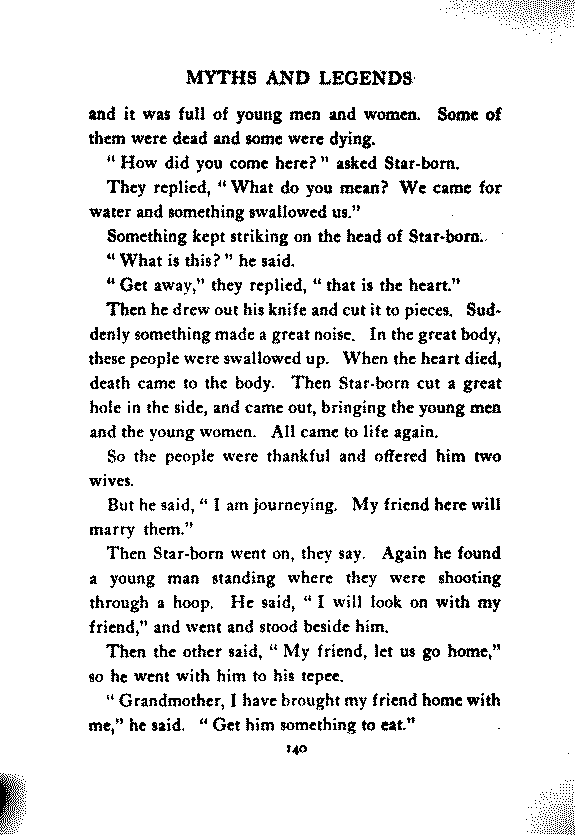 MYTHS AND LEGENDS
and it was full of young men and women. Some of
them were dead and some were dying.
" How did you come here? " asked Star-born.
They replied, " What do you mean? We came for
water and something swallowed us."
Something kept striking on the head of Star-born.
" What is this? " he said.
" Get away," they replied, " that is the heart."
Then he drew out his knife and cut it to pieces. Sud-
denly something made a great noise. In the great body,
these people were swallowed up. When the heart died,
death came to the body. Then Star-born cut a great
hole in the side, and came out, bringing the young men
and the young women. All came to life again.
So the people were thankful and offered him two
wives.
But he said, " I am journeying. My friend here will
marry them."
Then Star-born went on, they say. Again he found
a young man standing where they were shooting
through a hoop. He said, " I will look on with my
friend," and went and stood beside him.
Then the other said, " My friend, let us go home,"
so he went with him to his tepee.
" Grandmother, I have brought my friend home with
me," he said. " Get him something to eat."
140